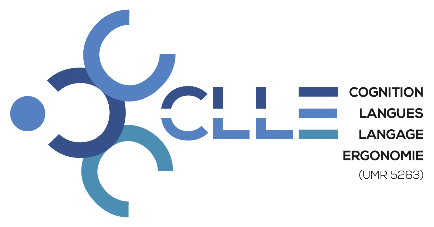 CLLE
COGNITION
LANGUES
LANGAGE
ERGONOMIE
(UMR 5263)